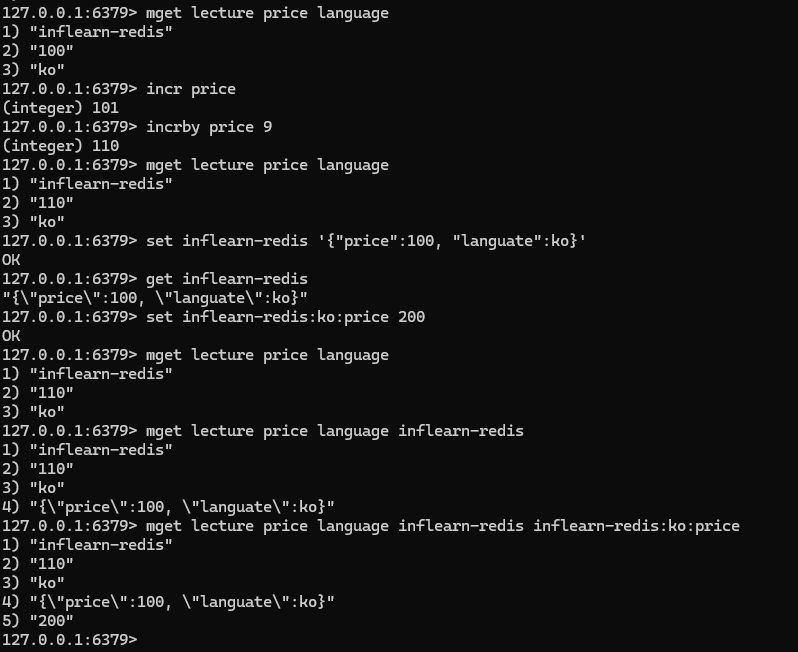 127.0.0.1:6379> mget lecture price language
1) "inflearn-redis"
2) "100"
3) "ko"
127.0.0.1:6379> incr price
(integer) 101
127.0.0.1:6379> incrby price 9
(integer) 110
127.0.0.1:6379> mget lecture price language
1) "inflearn-redis"
2) "110"
3) "ko"
127.0.0.1:6379> set inflearn-redis '{"price":100, "languate":ko}'
OK
127.0.0.1:6379> get inflearn-redis
"{\"price\":100, \"languate\":ko}"
127.0.0.1:6379> set inflearn-redis:ko:price 200
OK
127.0.0.1:6379> mget lecture price language
1) "inflearn-redis"
2) "110"
3) "ko"
127.0.0.1:6379> mget lecture price language inflearn-redis
1) "inflearn-redis"
2) "110"
3) "ko"
4) "{\"price\":100, \"languate\":ko}"
127.0.0.1:6379> mget lecture price language inflearn-redis inflearn-redis:ko:price
1) "inflearn-redis"
2) "110"
3) "ko"
4) "{\"price\":100, \"languate\":ko}"
5) "200"
127.0.0.1:6379>